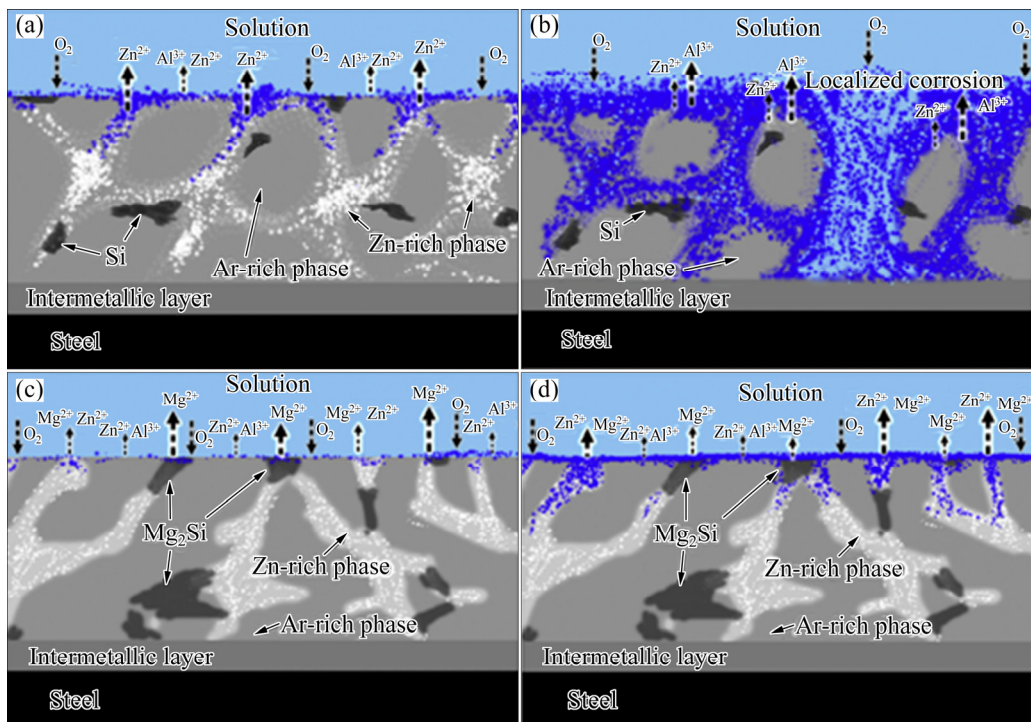 (a)
Solution
O2
Zn2+
Al3+
Zn2+
Zn2+
O2
Al3+
Zn2+
Zn2+
O2
Si
Ar-rich phase
Zn-rich phase
Intermetallic layer
Steel
(b)
Solution
O2
O2
O2
Zn2+
Al3+
Zn2+
Al3+
Localized corrosion
Zn2+
Al3+
Si
Ar-rich phase
Intermetallic layer
Steel
(c)
Solution
O2
Mg2+
Zn2+
Zn2+
Al3+
Mg2+
O2
Zn2+
Al3+
Mg2+
O2
Mg2+
Zn2+
Mg2+
O2
Zn2+
Al3+
Mg2Si
Zn-rich phase
Ar-rich phase
Intermetallic layer
Steel
(d)
Solution
O2
Zn2+
Mg2+
Zn2+
Al3+
Mg2+
Zn2+
Al3+
Mg2+
O2
Zn2+
Mg2+
Mg2+
Zn2+
Mg2+
O2
Mg2Si
Zn-rich phase
Ar-rich phase
Intermetallic layer
Steel